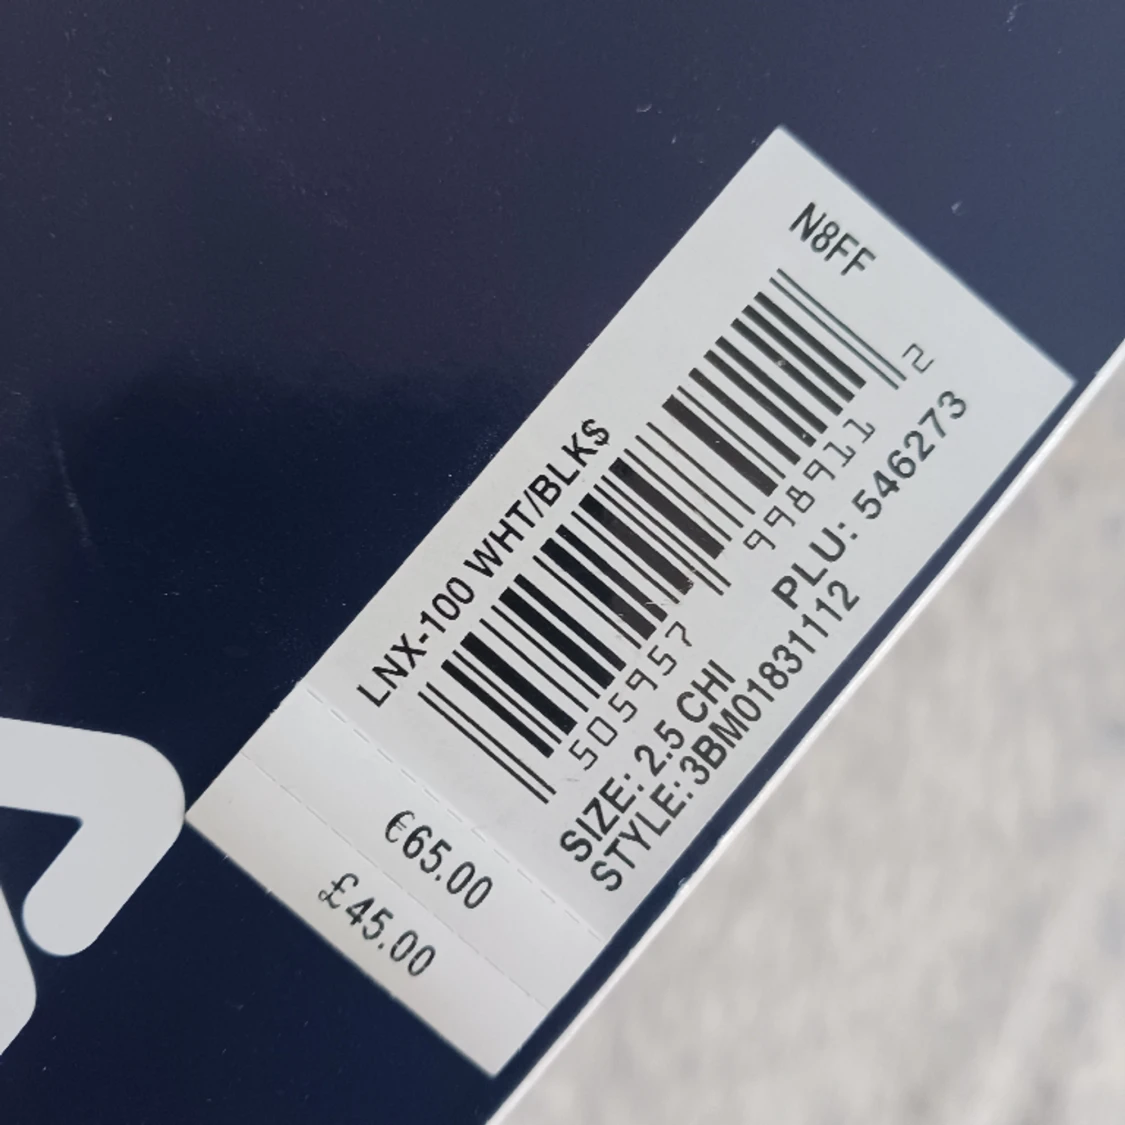 N8FF
LNX-100 WHT/BLK$
505957 998911 2
PLU: 546273
SIZE: 2.5 CHI
STYLE: 3BM01831112
€65.00
£45.00